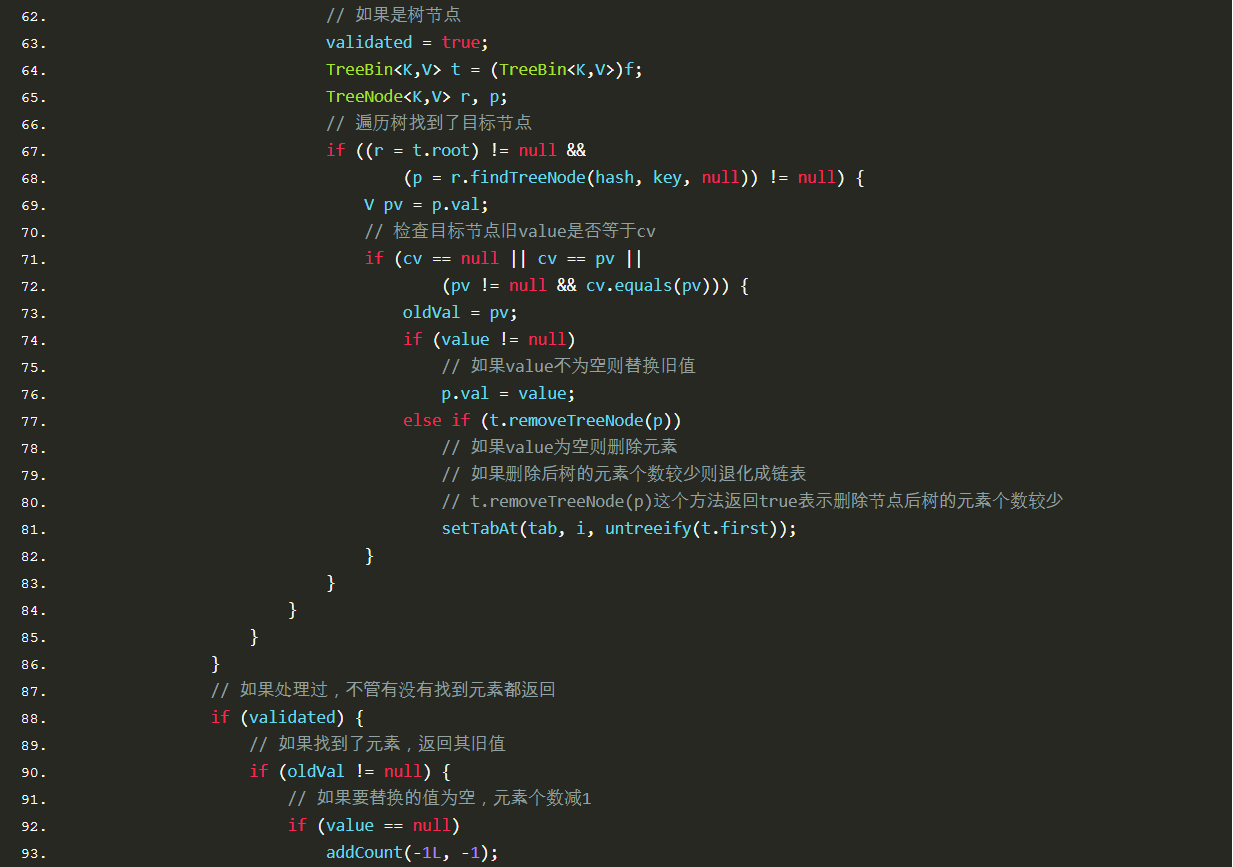 62. // 如果是树节点
63. validated = true;
64. TreeBin<K,V> t = (TreeBin<K,V>)f;
65. TreeNode<K,V> r, p;
66. // 遍历树找到了目标节点
67. if ((r = t.root) != null &&
68. (p = r.findTreeNode(hash, key, null)) != null) {
69. V pv = p.val;
70. // 检查目标节点旧value是否等于cv
71. if (cv == null || cv == pv ||
72. (pv != null && cv.equals(pv))) {
73. oldVal = pv;
74. if (value != null)
75. // 如果value不为空则替换旧值
76. p.val = value;
77. else if (t.removeTreeNode(p))
78. // 如果value为空则删除元素
79. // 如果删除后树的元素个数较少则退化成链表
80. // t.removeTreeNode(p)这个方法返回true表示删除节点后树的元素个数较少
81. setTabAt(tab, i, untreeify(t.first));
82. }
83. }
84. }
85. }
86. }
87. // 如果处理过，不管有没有找到元素都返回
88. if (validated) {
89. // 如果找到了元素，返回其旧值
90. if (oldVal != null) {
91. // 如果要替换的值为空，元素个数减1
92. if (value == null)
93. addCount(-1L, -1);